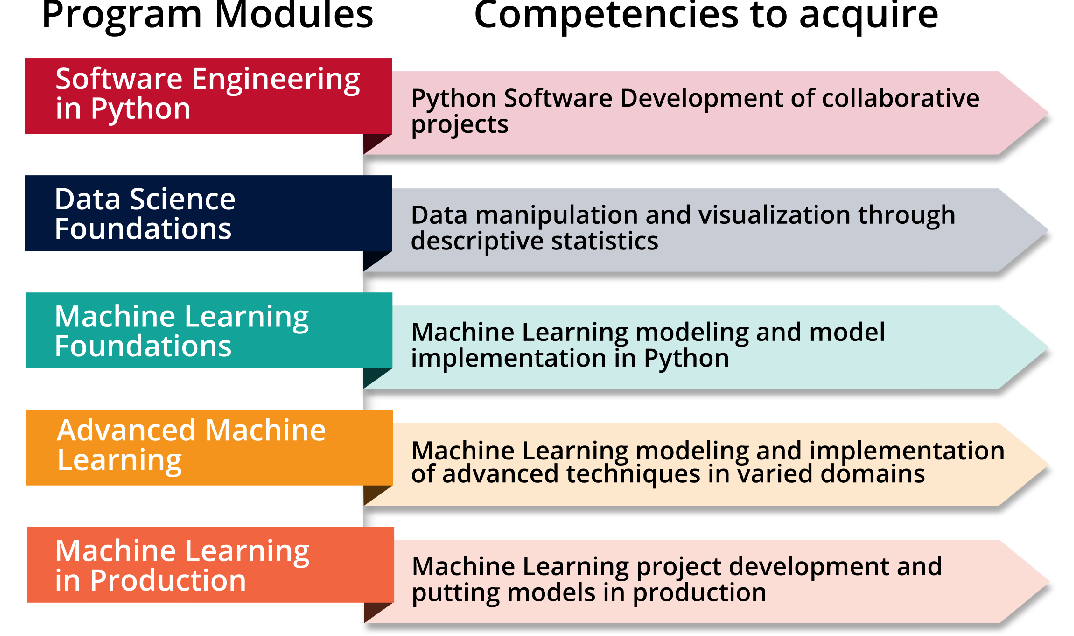 Program Modules
Competencies to acquire
Software Engineering
in Python
Python Software Development of collaborative
projects
Data Science
Foundations
Data manipulation and visualization through
descriptive statistics
Machine Learning
Foundations
Machine Learning modeling and model
implementation in Python
Advanced Machine
Learning
Machine Learning modeling and implementation
of advanced techniques in varied domains
Machine Learning
in Production
Machine Learning project development and
putting models in production